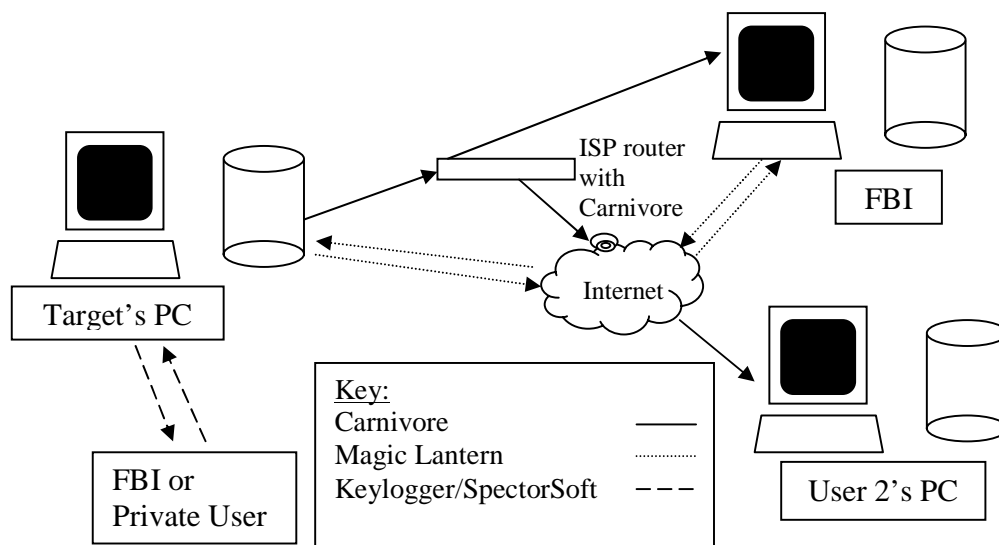 ISP router
with
Carnivore
FBI
Target's PC
Internet
Key:
Carnivore
Magic Lantern
Keylogger/SpectorSoft
FBI or
Private User
User 2's PC